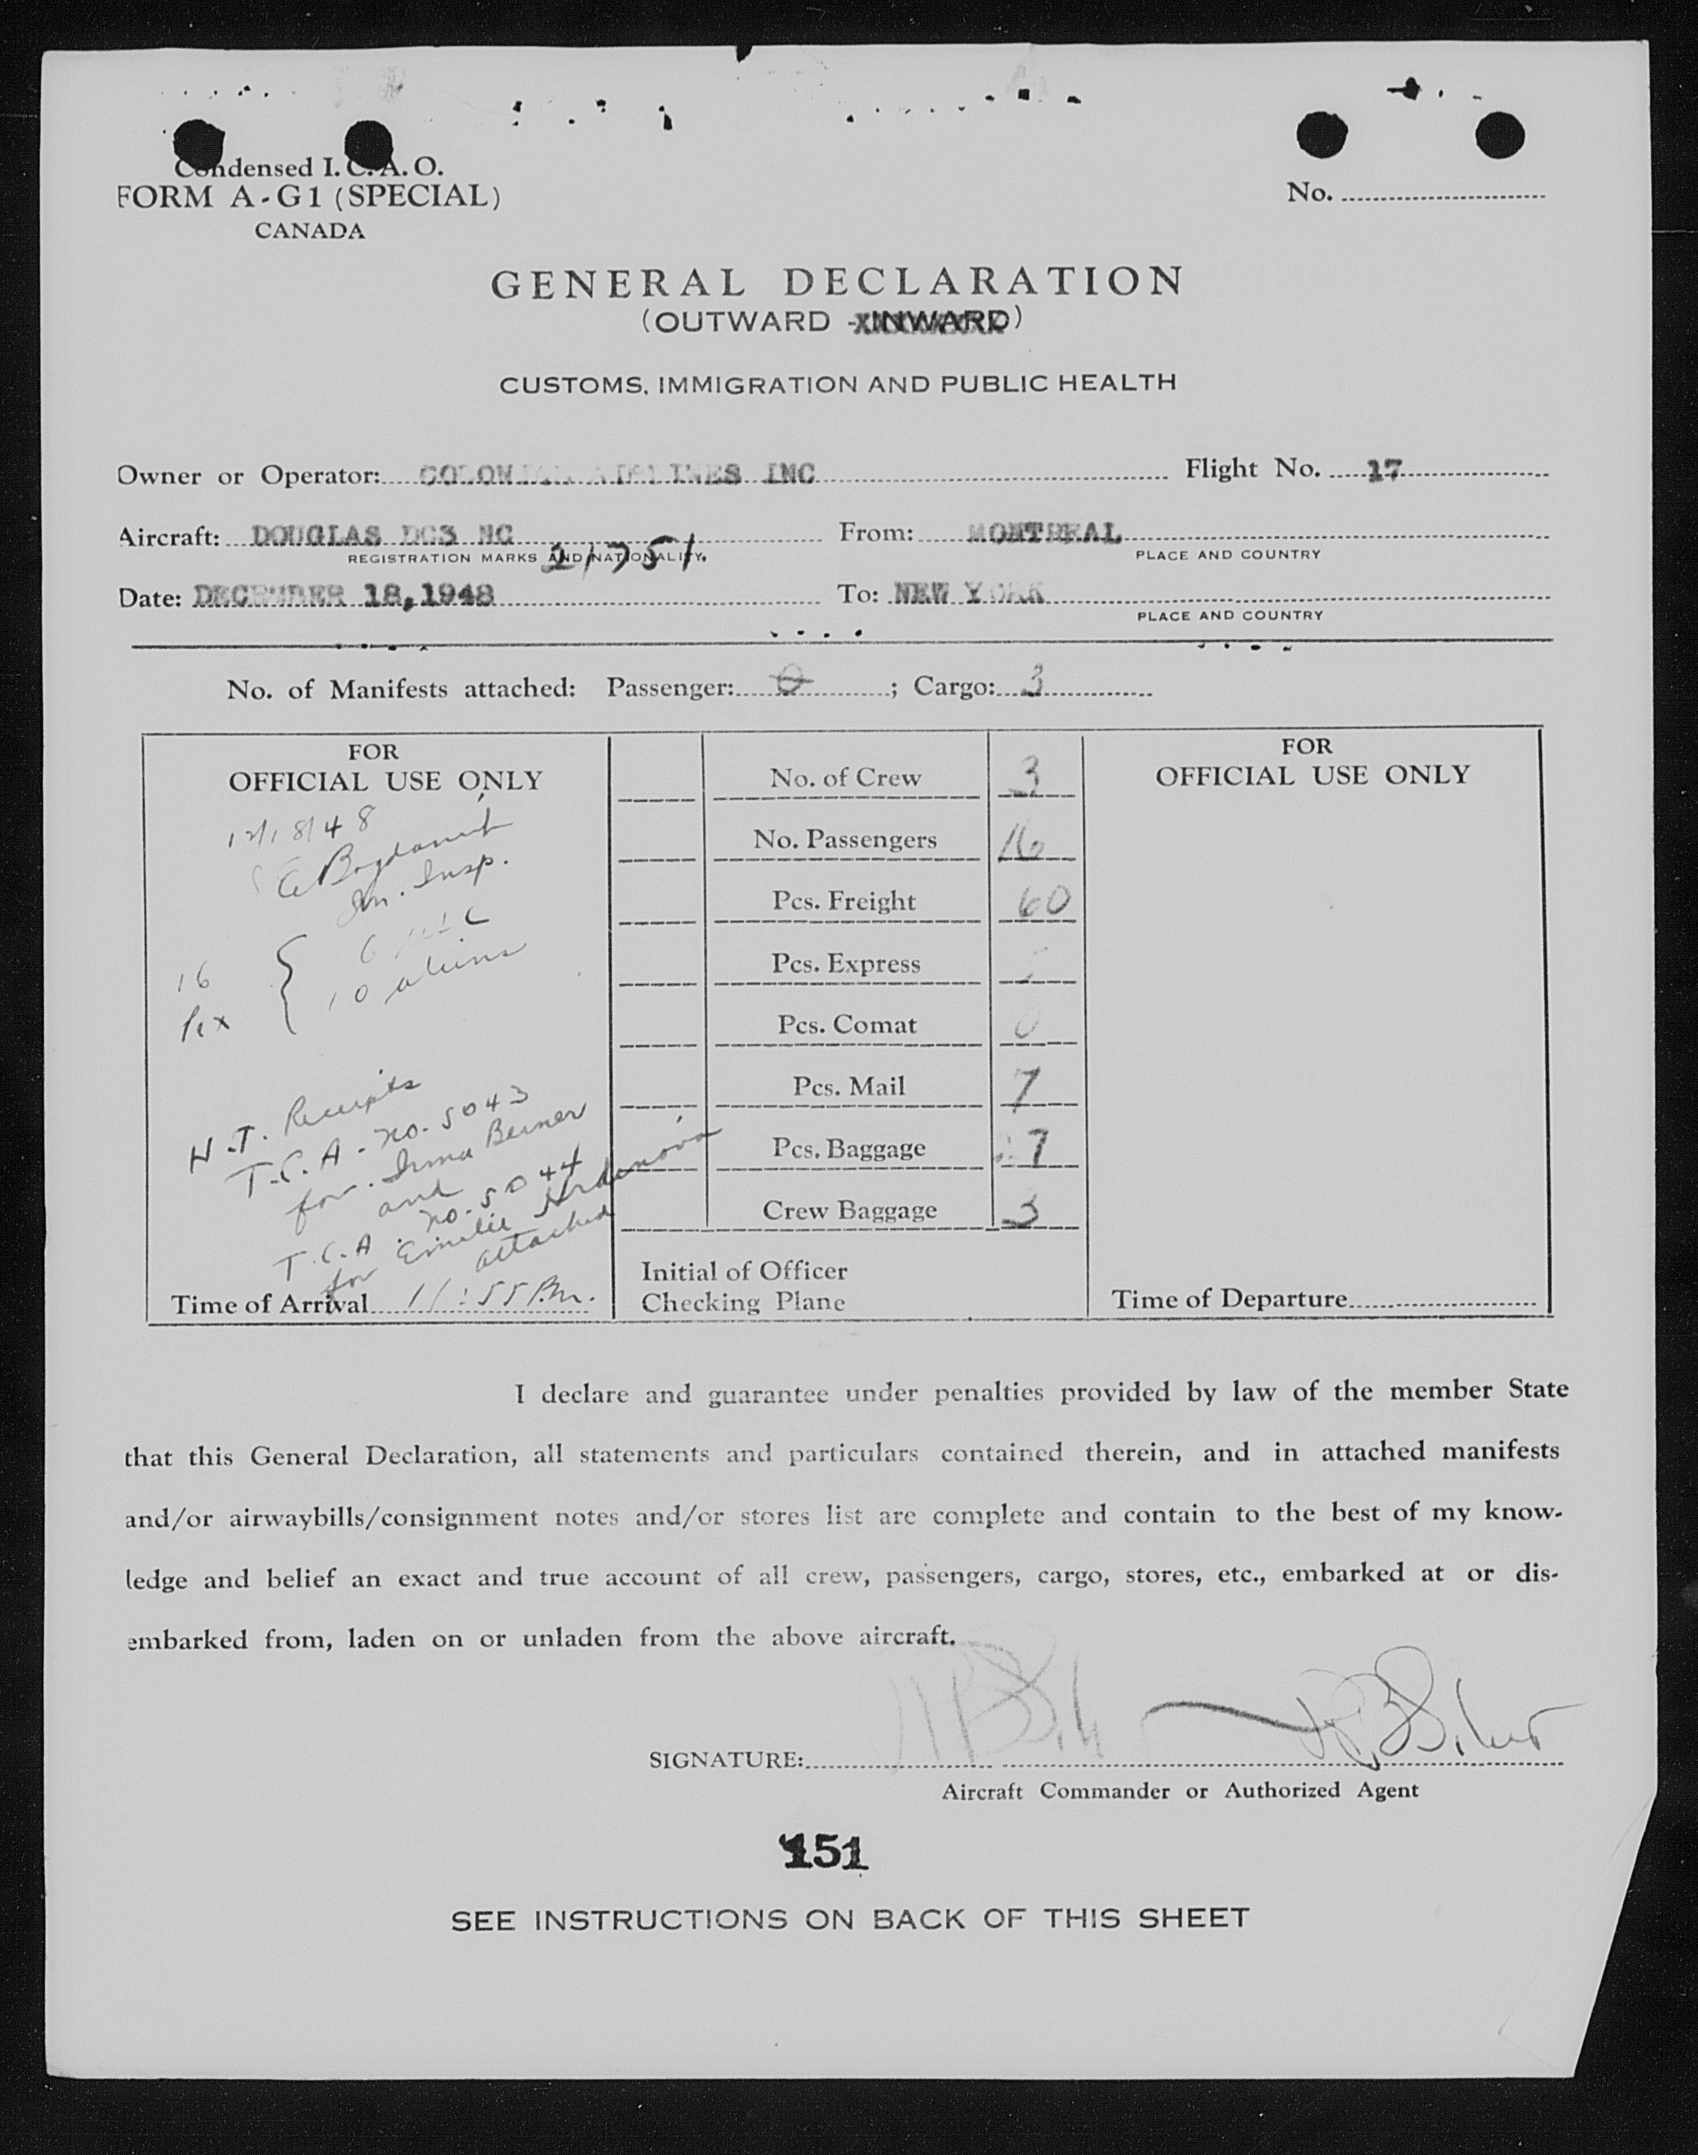 Condensed I. C. A. O.
FORM A-G1 (SPECIAL)
CANADA
No.
GENERAL DECLARATION
(OUTWARD - INWARD)
CUSTOMS, IMMIGRATION AND PUBLIC HEALTH
Owner or Operator: COLONIAL AIRLINES INC Flight No. 17
Aircraft: DOUGLAS DC3 NC 21751 From: MONTREAL
REGISTRATION MARKS AND NATIONALITY. PLACE AND COUNTRY
Date: DECEMBER 18,1948 To: NEW YORK
PLACE AND COUNTRY
No. of Manifests attached: Passenger: 0; Cargo: 3
FOR
OFFICIAL USE ONLY
12/18/48
Im. Insp.
16
Pex
10 aliens
H.T. Receipts
T.C.A. no. 5043
for Irma Berner
and
T.C.A. no. 5044
for Emilie
attached
Time of Arrival 11:55 P.m.
No. of Crew 3
No. Passengers 16
Pcs. Freight 60
Pcs. Express
Pcs. Comat 0
Pcs. Mail 7
Pcs. Baggage 7
Crew Baggage 3
Initial of Officer
Checking Plane
FOR
OFFICIAL USE ONLY
Time of Departure
I declare and guarantee under penalties provided by law of the member State
that this General Declaration, all statements and particulars contained therein, and in attached manifests
and/or airwaybills/consignment notes and/or stores list are complete and contain to the best of my know-
ledge and belief an exact and true account of all crew, passengers, cargo, stores, etc., embarked at or dis-
embarked from, laden on or unladen from the above aircraft.
SIGNATURE:
Aircraft Commander or Authorized Agent
151
SEE INSTRUCTIONS ON BACK OF THIS SHEET